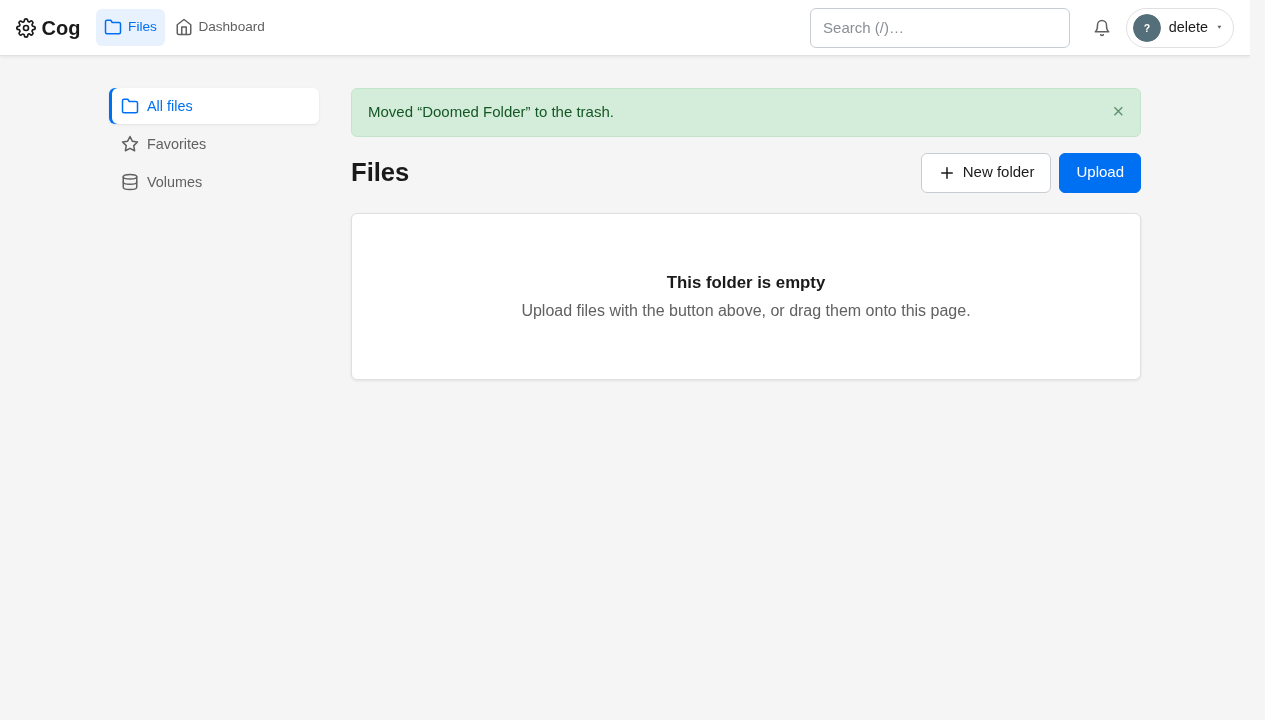 Cog
Files
Dashboard
Search (/)…
?
delete
All files
Favorites
Volumes
Moved “Doomed Folder” to the trash.
Files
New folder
Upload
This folder is empty
Upload files with the button above, or drag them onto this page.